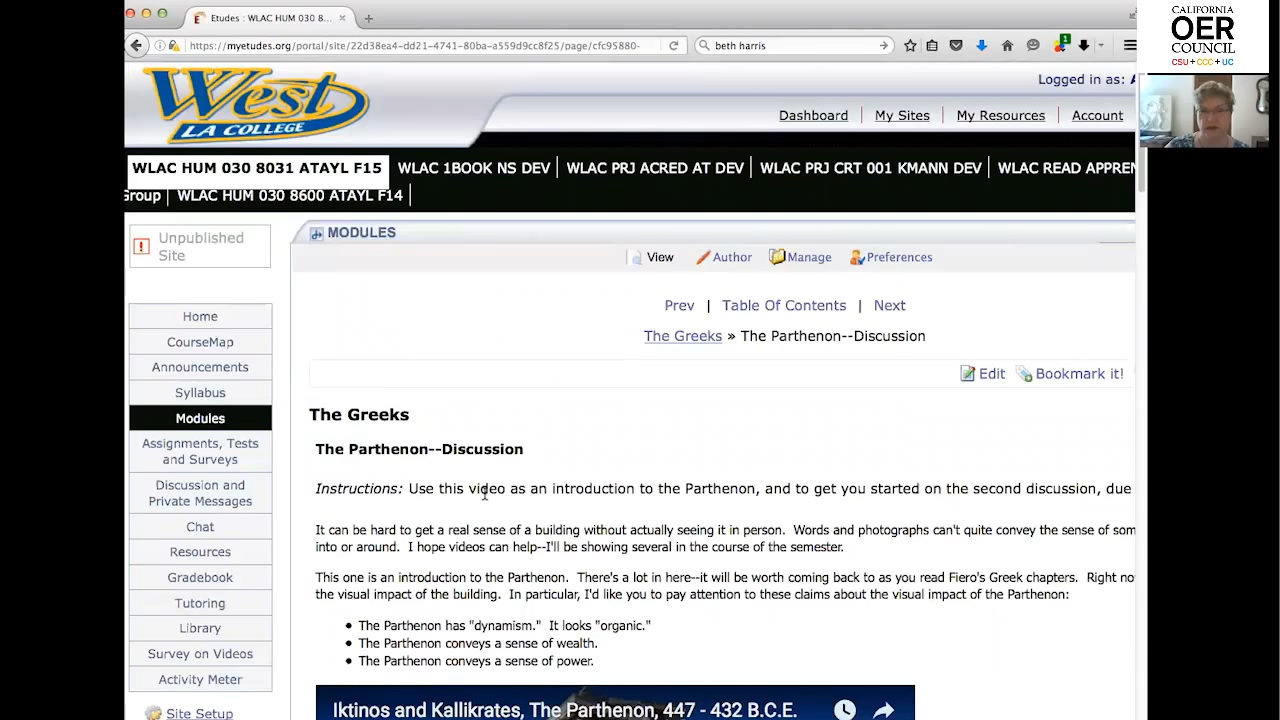 Etudes : WLAC HUM 030 8...
https://myetudes.org/portal/site/22d38ea4-dd21-4741-80ba-a559d9cc8f25/page/cfc95880-
beth harris
1
CALIFORNIA
OER
COUNCIL
CSU+CCC+UC
West
LA COLLEGE
Logged in as:
Dashboard | My Sites | My Resources | Account
WLAC HUM 030 8031 ATAYL F15 | WLAC 1BOOK NS DEV | WLAC PRJ ACRED AT DEV | WLAC PRJ CRT 001 KMANN DEV | WLAC READ APPREN
Group | WLAC HUM 030 8600 ATAYL F14 |
Unpublished
Site
MODULES
View Author Manage Preferences
Prev | Table Of Contents | Next
The Greeks » The Parthenon--Discussion
Edit Bookmark it!
Home
CourseMap
Announcements
Syllabus
Modules
Assignments, Tests
and Surveys
Discussion and
Private Messages
Chat
Resources
Gradebook
Tutoring
Library
Survey on Videos
Activity Meter
Site Setup
The Greeks
The Parthenon--Discussion
Instructions: Use this video as an introduction to the Parthenon, and to get you started on the second discussion, due
It can be hard to get a real sense of a building without actually seeing it in person. Words and photographs can't quite convey the sense of som
into or around. I hope videos can help--I'll be showing several in the course of the semester.
This one is an introduction to the Parthenon. There's a lot in here--it will be worth coming back to as you read Fiero's Greek chapters. Right no
the visual impact of the building. In particular, I'd like you to pay attention to these claims about the visual impact of the Parthenon:
• The Parthenon has "dynamism." It looks "organic."
• The Parthenon conveys a sense of wealth.
• The Parthenon conveys a sense of power.
Iktinos and Kallikrates, The Parthenon, 447 - 432 B.C.E.